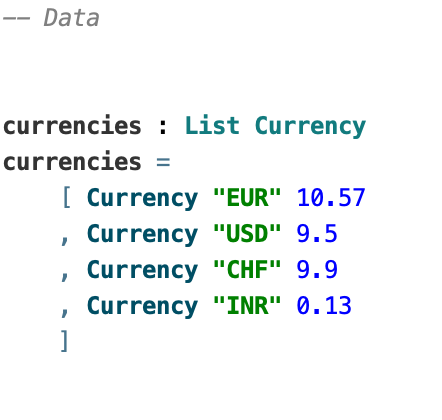 -- Data
currencies : List Currency
currencies =
    [ Currency "EUR" 10.57
    , Currency "USD" 9.5
    , Currency "CHF" 9.9
    , Currency "INR" 0.13
    ]